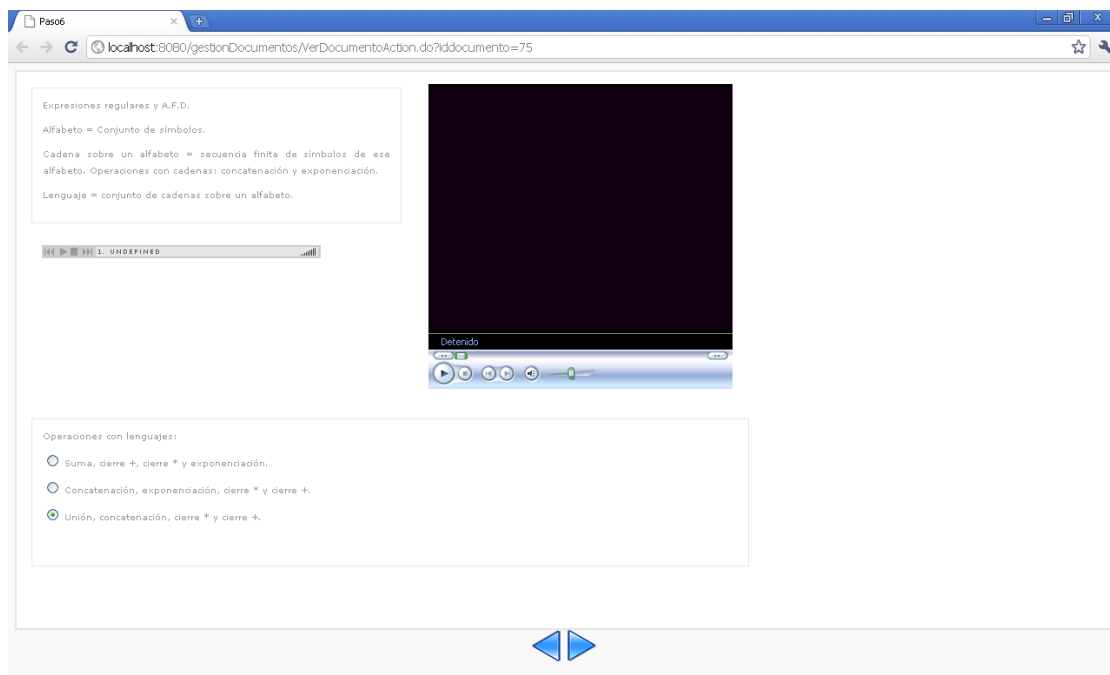 Paso6
localhost:8080/gestionDocumentos/VerDocumentoAction.do?iddocumento=75
Expresiones regulares y A.F.D.
Alfabeto = Conjunto de símbolos.
Cadena sobre un alfabeto = secuencia finita de símbolos de ese
alfabeto. Operaciones con cadenas: concatenación y exponenciación.
Lenguaje = conjunto de cadenas sobre un alfabeto.
1. UNDEFINED
Detenido
Operaciones con lenguajes:
Suma, cierre +, cierre * y exponenciación.
Concatenación, exponenciación, cierre * y cierre +.
Unión, concatenación, cierre * y cierre +.